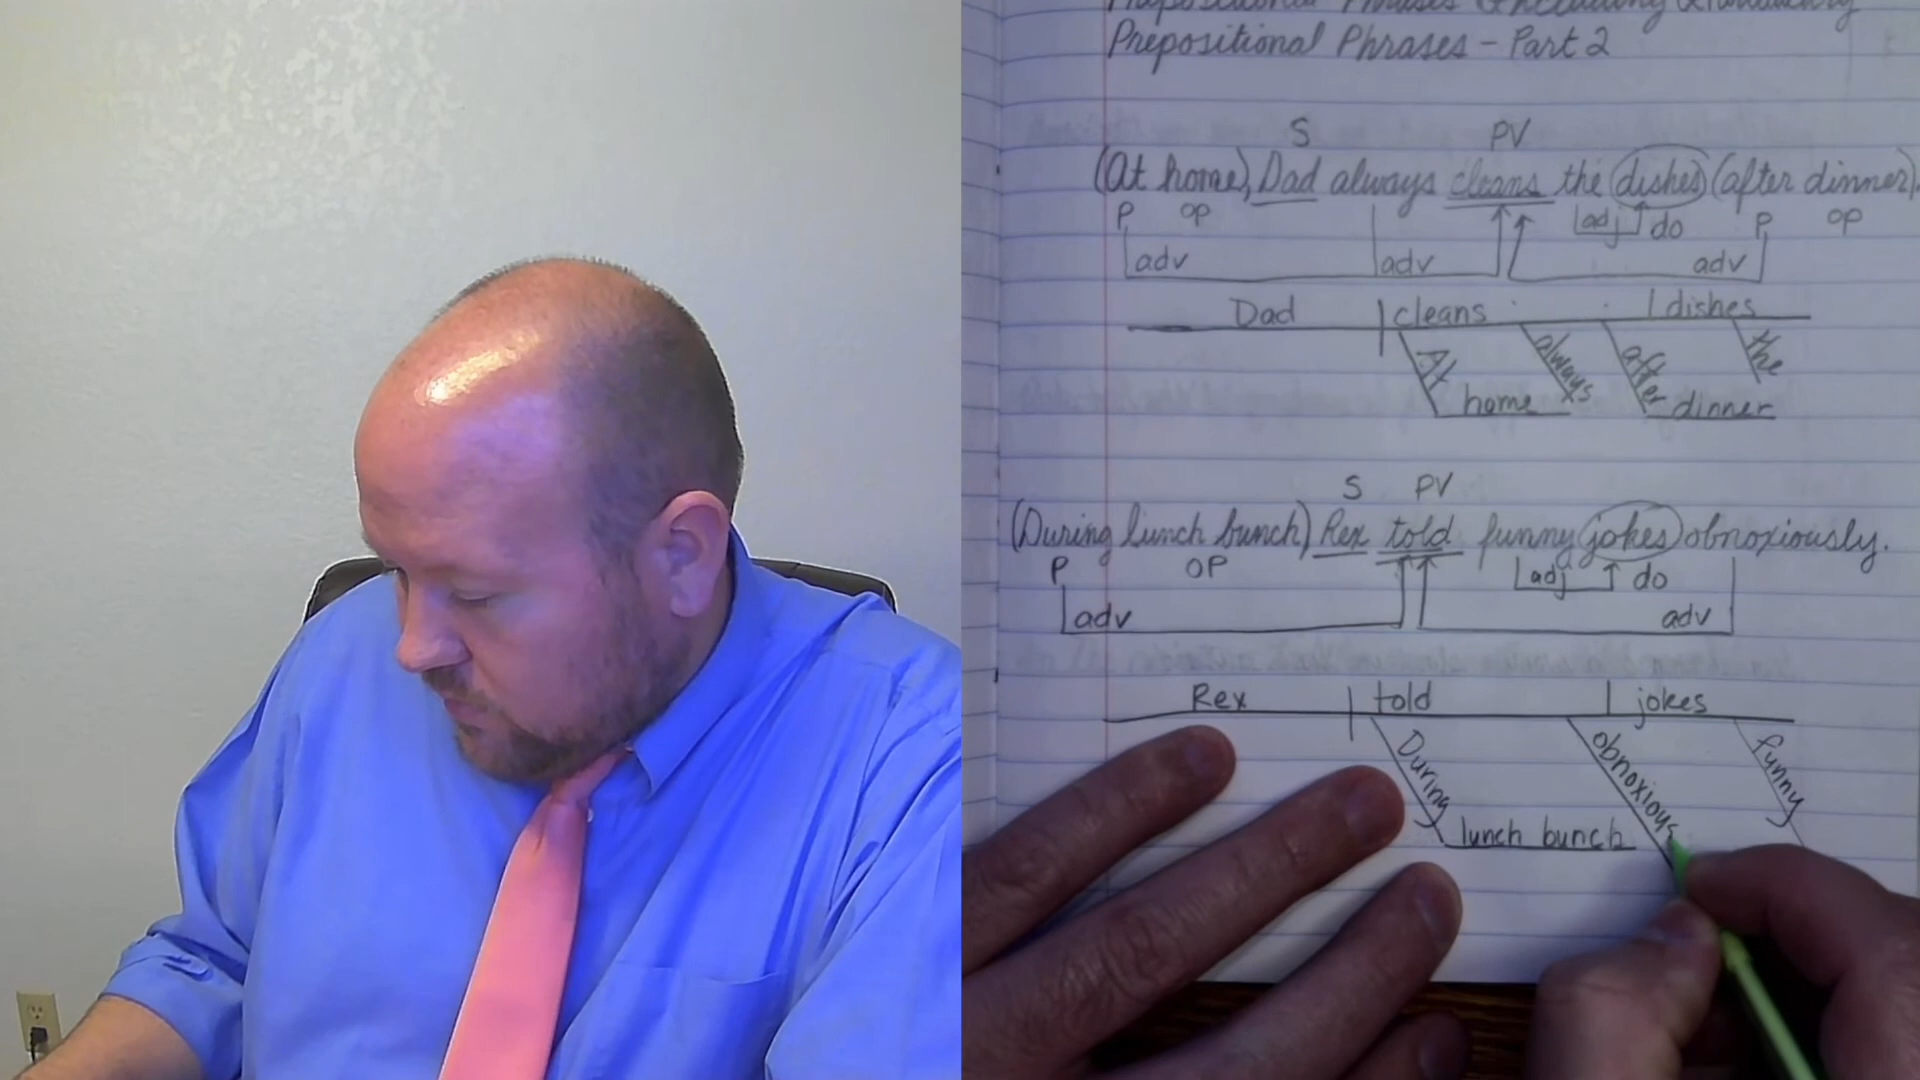 Prepositional Phrases
Prepositional Phrases - Part 2
S PV
(At home), Dad always cleans the dishes (after dinner).
P OP adj do P OP
adv adv adv
Dad cleans dishes
At always after the
home dinner
S PV
(During lunch bunch) Rex told funny jokes obnoxiously.
P OP adj do
adv adv
Rex told jokes
During obnoxious funny
lunch bunch